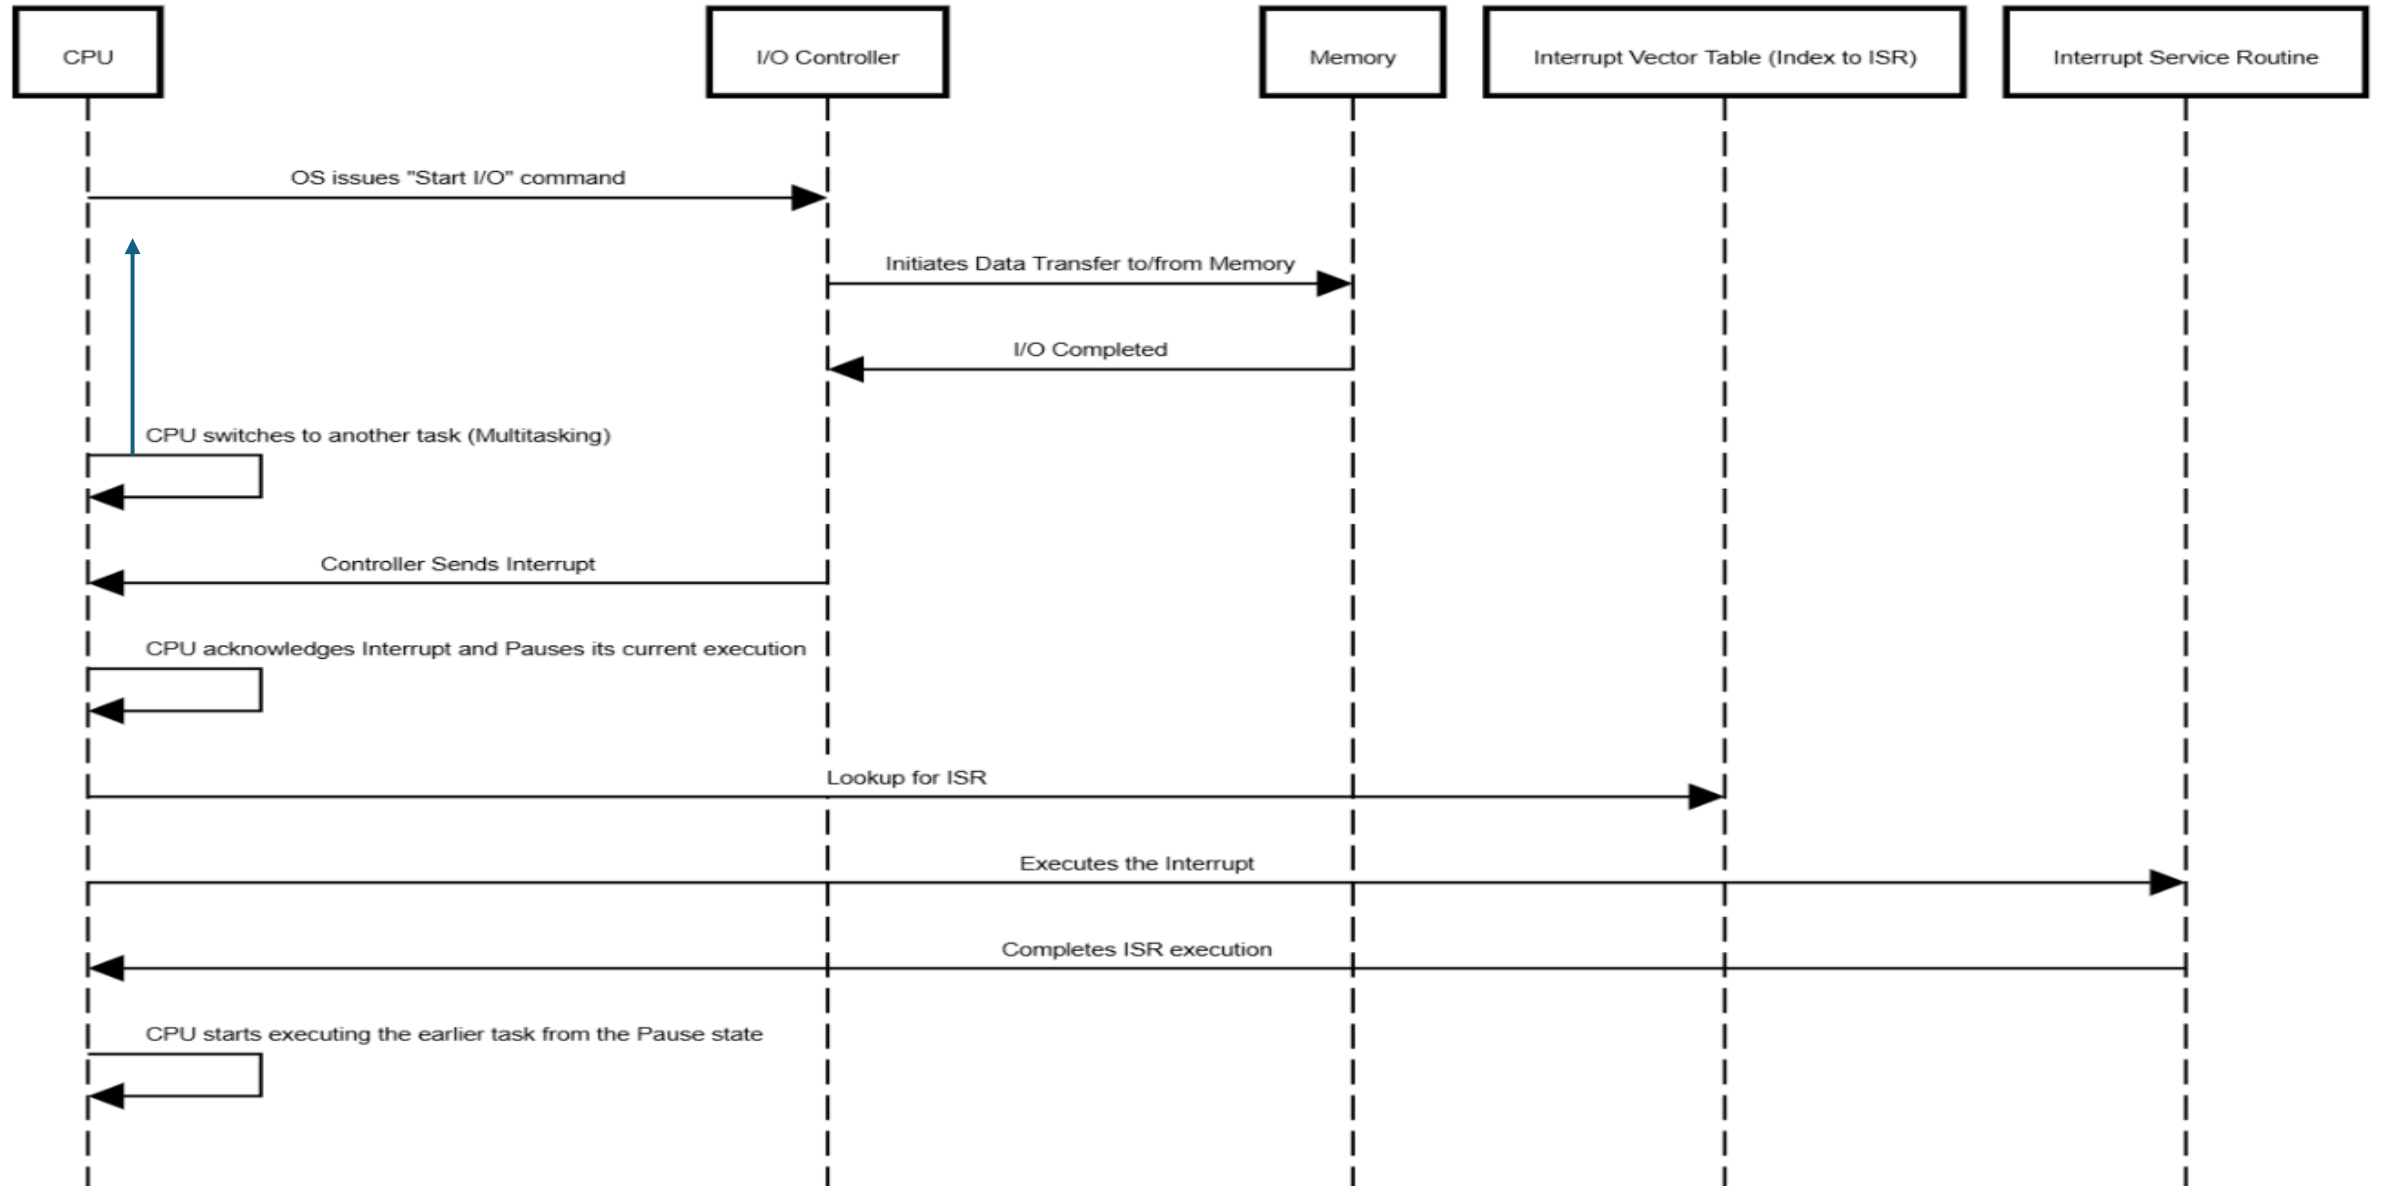 CPU
I/O Controller
Memory
Interrupt Vector Table (Index to ISR)
Interrupt Service Routine
OS issues "Start I/O" command
Initiates Data Transfer to/from Memory
I/O Completed
CPU switches to another task (Multitasking)
Controller Sends Interrupt
CPU acknowledges Interrupt and Pauses its current execution
Lookup for ISR
Executes the Interrupt
Completes ISR execution
CPU starts executing the earlier task from the Pause state